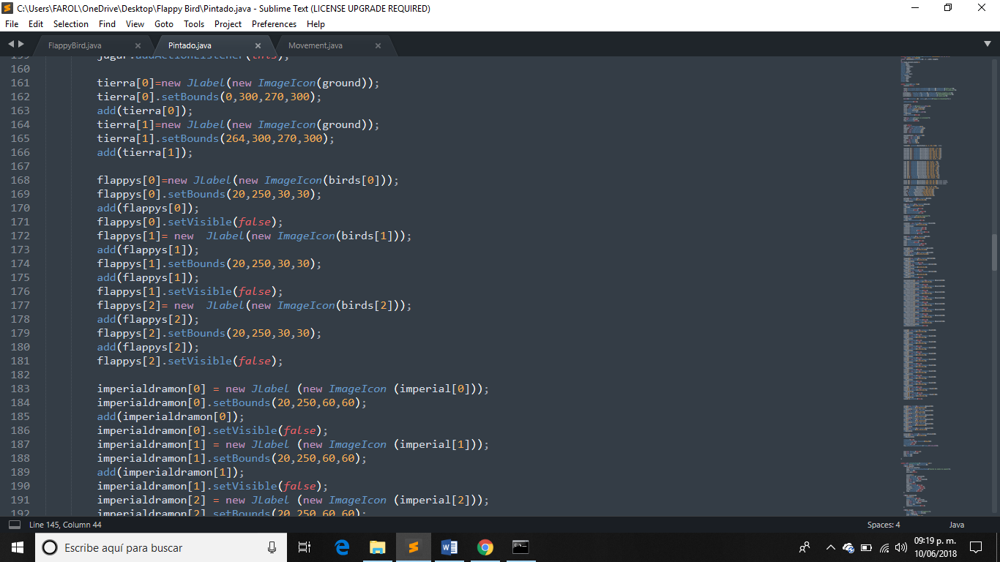 C:\Users\FAROL\OneDrive\Desktop\Flappy Bird\Pintado.java - Sublime Text (LICENSE UPGRADE REQUIRED)
File Edit Selection Find View Goto Tools Project Preferences Help
FlappyBird.java Pintado.java Movement.java
159 jugar.addActionListener(this);
160
161 tierra[0]=new JLabel(new ImageIcon(ground));
162 tierra[0].setBounds(0,300,270,300);
163 add(tierra[0]);
164 tierra[1]=new JLabel(new ImageIcon(ground));
165 tierra[1].setBounds(264,300,270,300);
166 add(tierra[1]);
167
168 flappys[0]=new JLabel(new ImageIcon(birds[0]));
169 flappys[0].setBounds(20,250,30,30);
170 add(flappys[0]);
171 flappys[0].setVisible(false);
172 flappys[1]= new  JLabel(new ImageIcon(birds[1]));
173 add(flappys[1]);
174 flappys[1].setBounds(20,250,30,30);
175 add(flappys[1]);
176 flappys[1].setVisible(false);
177 flappys[2]= new  JLabel(new ImageIcon(birds[2]));
178 add(flappys[2]);
179 flappys[2].setBounds(20,250,30,30);
180 add(flappys[2]);
181 flappys[2].setVisible(false);
182
183 imperialdramon[0] = new JLabel (new ImageIcon (imperial[0]));
184 imperialdramon[0].setBounds(20,250,60,60);
185 add(imperialdramon[0]);
186 imperialdramon[0].setVisible(false);
187 imperialdramon[1] = new JLabel (new ImageIcon (imperial[1]));
188 imperialdramon[1].setBounds(20,250,60,60);
189 add(imperialdramon[1]);
190 imperialdramon[1].setVisible(false);
191 imperialdramon[2] = new JLabel (new ImageIcon (imperial[2]));
192 imperialdramon[2].setBounds(20,250,60,60);
Line 145, Column 44 Spaces: 4 Java
Escribe aquí para buscar
09:19 p. m.
10/06/2018